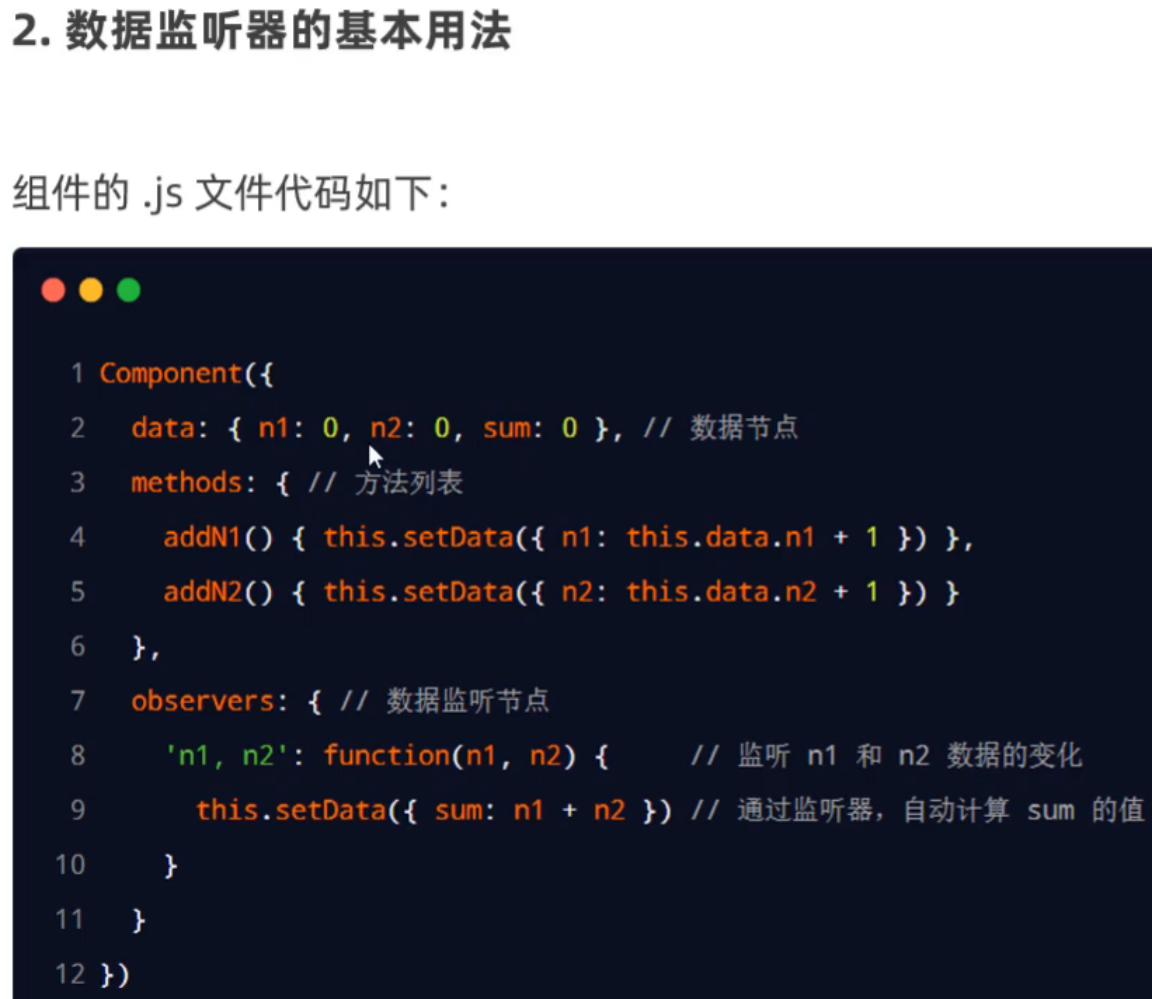 2. 数据监听器的基本用法
组件的 .js 文件代码如下：
1 Component({
2   data: { n1: 0, n2: 0, sum: 0 }, // 数据节点
3   methods: { // 方法列表
4     addN1() { this.setData({ n1: this.data.n1 + 1 }) },
5     addN2() { this.setData({ n2: this.data.n2 + 1 }) }
6   },
7   observers: { // 数据监听节点
8     'n1, n2': function(n1, n2) {     // 监听 n1 和 n2 数据的变化
9       this.setData({ sum: n1 + n2 }) // 通过监听器，自动计算 sum 的值
10     }
11   }
12 })